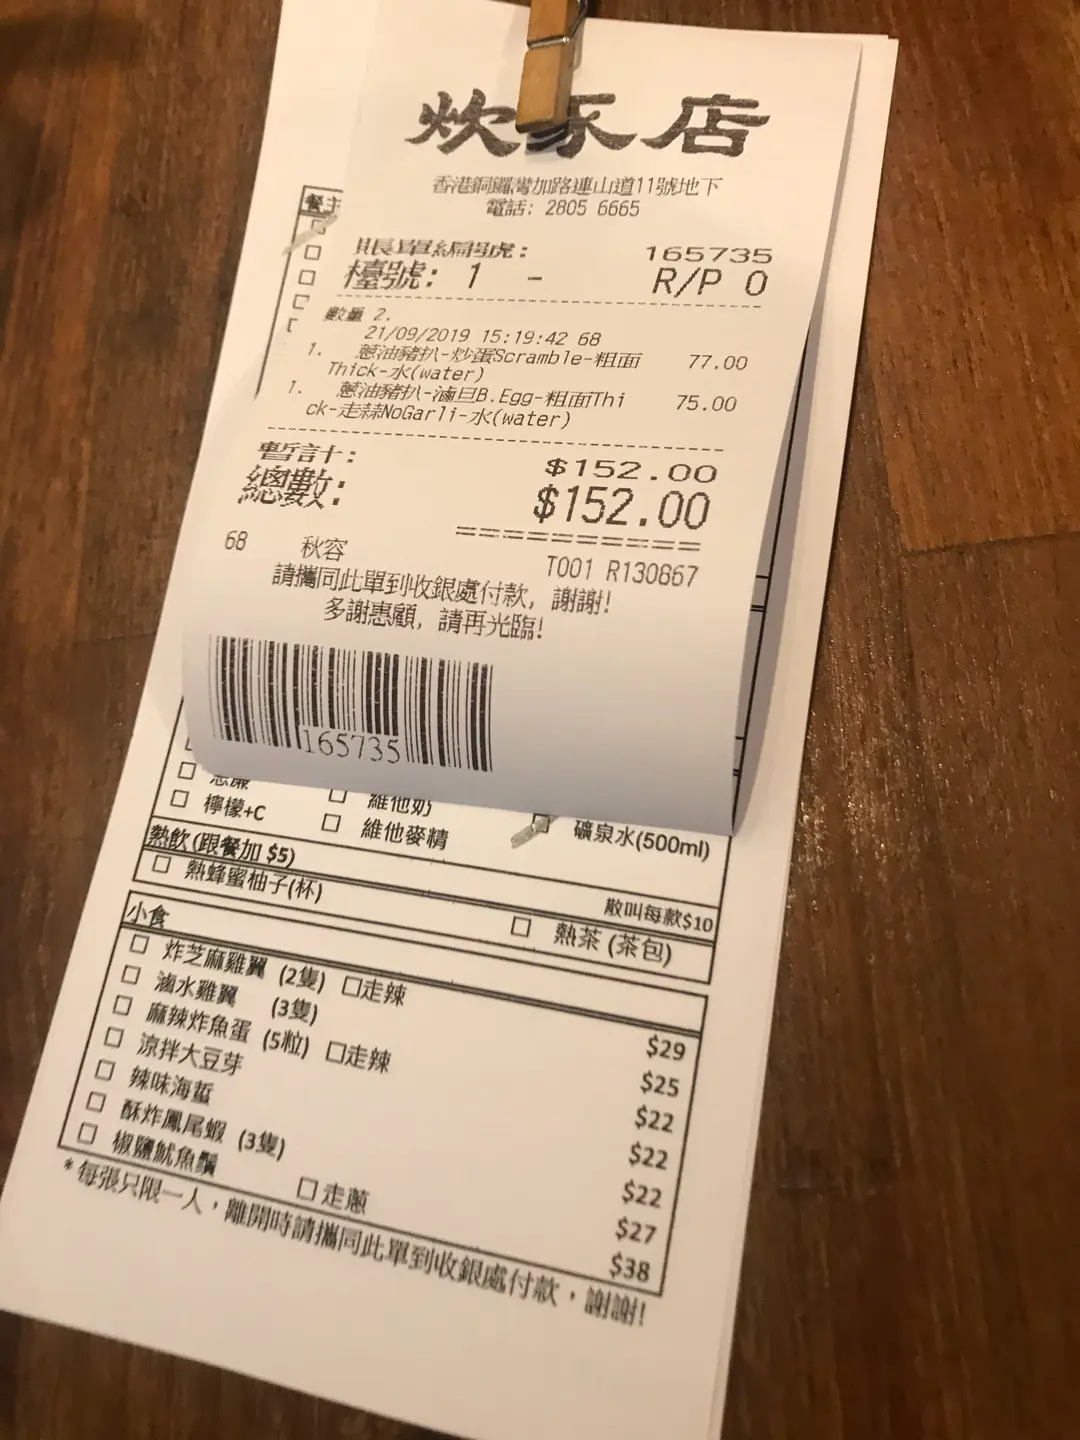 炊禾店
香港銅鑼灣加路連山道11號地下
電話: 2805 6665
賬單編號: 165735
檯號: 1 - R/P 0
數量 2.
21/09/2019 15:19:42 68
1. 蔥油豬扒-炒蛋Scramble-粗面 77.00
Thick-水(water)
1. 蔥油豬扒-滷旦B.Egg-粗面Thi 75.00
ck-走蒜NoGarli-水(water)
暫計: $152.00
總數: $152.00
==========
68 秋容 T001 R130867
請攜同此單到收銀處付款, 謝謝!
多謝惠顧, 請再光臨!
165735
餐主
忌廉 維他奶
檸檬+C 維他麥精 礦泉水(500ml)
熱飲 (跟餐加 $5) 散叫每款$10
熱蜂蜜柚子(杯) 熱茶 (茶包)
小食
炸芝麻雞翼 (2隻) 走辣 $29
滷水雞翼 (3隻) $25
麻辣炸魚蛋 (5粒) 走辣 $22
涼拌大豆芽 $22
辣味海蜇 $22
酥炸鳳尾蝦 (3隻) $27
椒鹽魷魚鬚 走蔥 $38
*每張只限一人，離開時請攜同此單到收銀處付款，謝謝!